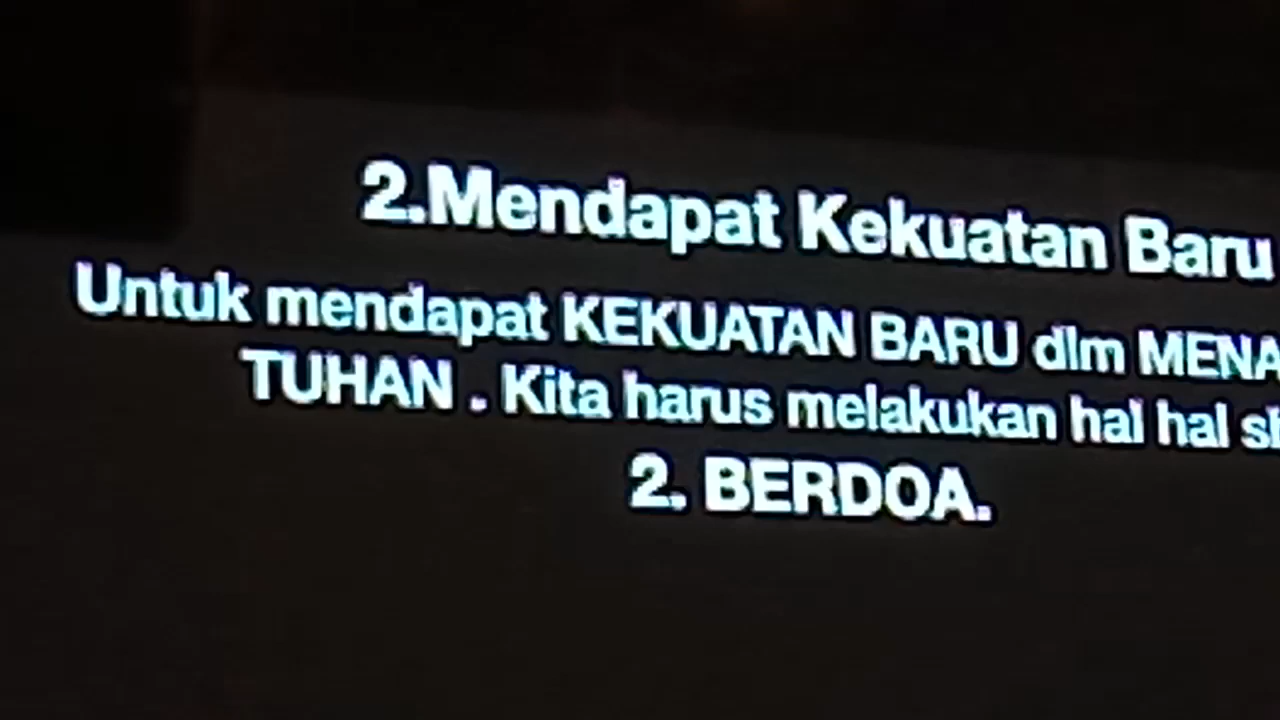 2.Mendapat Kekuatan Baru
Untuk mendapat KEKUATAN BARU dlm
TUHAN . Kita harus melakukan hal hal
2. BERDOA.